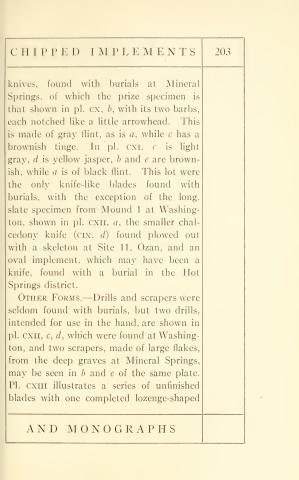 CHIPPED IMPLEMENTS 203
knives, found with burials at Mineral
Springs, of which the prize specimen is
that shown in pl. CX, b, with its two barbs,
each notched like a little arrowhead. This
is made of gray flint, as is a, while c has a
brownish tinge. In pl. CXI, c is light
gray, d is yellow jasper, b and e are brown-
ish, while a is of black flint. This lot were
the only knife-like blades found with
burials, with the exception of the long,
slate specimen from Mound 1 at Washing-
ton, shown in pl. CXII, a, the smaller chal-
cedony knife (CIX, d) found plowed out
with a skeleton at Site 11, Ozan, and an
oval implement, which may have been a
knife, found with a burial in the Hot
Springs district.
OTHER FORMS.—Drills and scrapers were
seldom found with burials, but two drills,
intended for use in the hand, are shown in
pl. CXII, c, d, which were found at Washing-
ton, and two scrapers, made of large flakes,
from the deep graves at Mineral Springs,
may be seen in b and e of the same plate.
Pl. CXIII illustrates a series of unfinished
blades with one completed lozenge-shaped
AND MONOGRAPHS